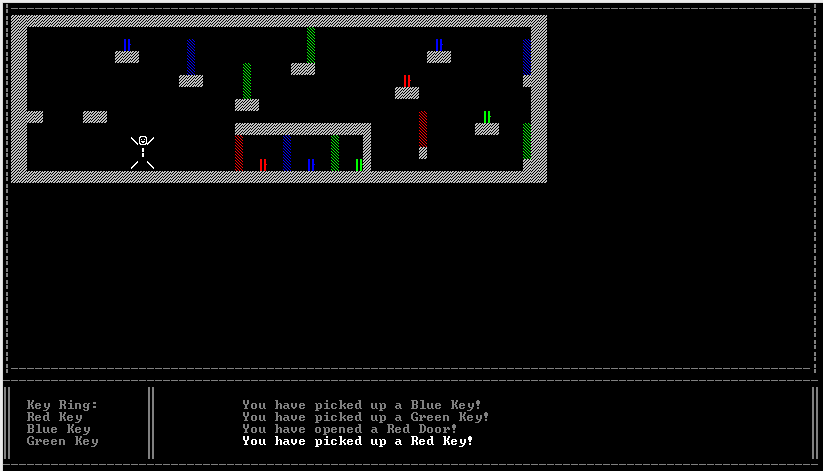 Key Ring:
Red Key
Blue Key
Green Key
You have picked up a Blue Key!
You have picked up a Green Key!
You have opened a Red Door!
You have picked up a Red Key!